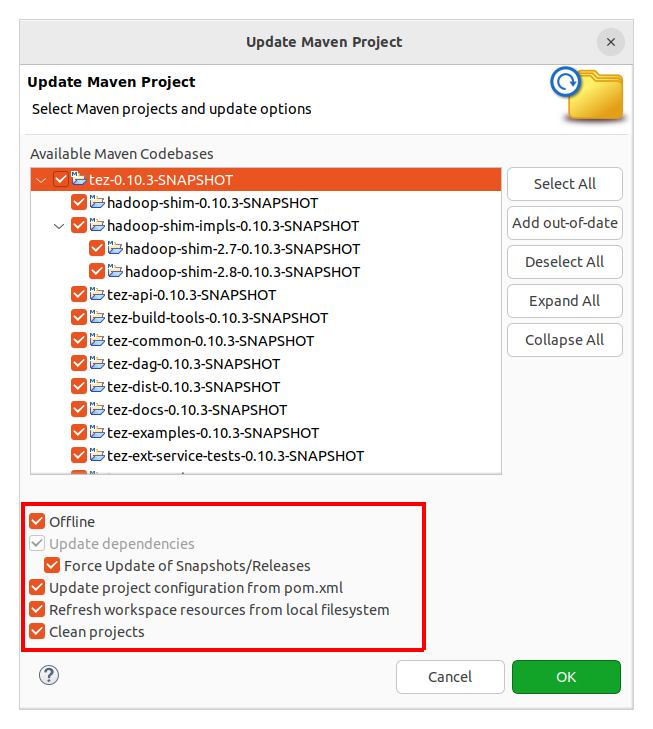 Update Maven Project
Update Maven Project
Select Maven projects and update options
Available Maven Codebases
tez-0.10.3-SNAPSHOT
hadoop-shim-0.10.3-SNAPSHOT
hadoop-shim-impls-0.10.3-SNAPSHOT
hadoop-shim-2.7-0.10.3-SNAPSHOT
hadoop-shim-2.8-0.10.3-SNAPSHOT
tez-api-0.10.3-SNAPSHOT
tez-build-tools-0.10.3-SNAPSHOT
tez-common-0.10.3-SNAPSHOT
tez-dag-0.10.3-SNAPSHOT
tez-dist-0.10.3-SNAPSHOT
tez-docs-0.10.3-SNAPSHOT
tez-examples-0.10.3-SNAPSHOT
tez-ext-service-tests-0.10.3-SNAPSHOT
Select All
Add out-of-date
Deselect All
Expand All
Collapse All
Offline
Update dependencies
Force Update of Snapshots/Releases
Update project configuration from pom.xml
Refresh workspace resources from local filesystem
Clean projects
?
Cancel
OK